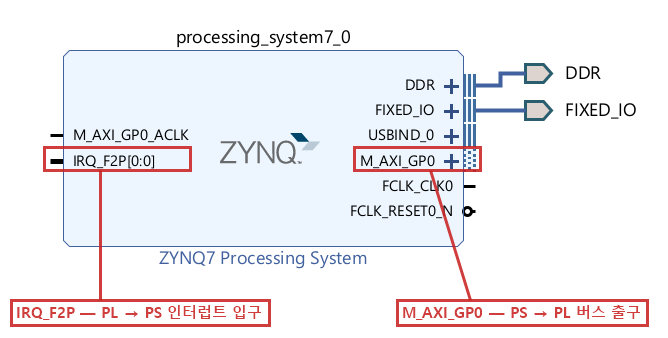 processing_system7_0
DDR
FIXED_IO
USBIND_0
M_AXI_GP0
FCLK_CLK0
FCLK_RESET0_N
M_AXI_GP0_ACLK
IRQ_F2P[0:0]
ZYNQ
DDR
FIXED_IO
ZYNQ7 Processing System
IRQ_F2P — PL → PS 인터럽트 입구
M_AXI_GP0 — PS → PL 버스 출구